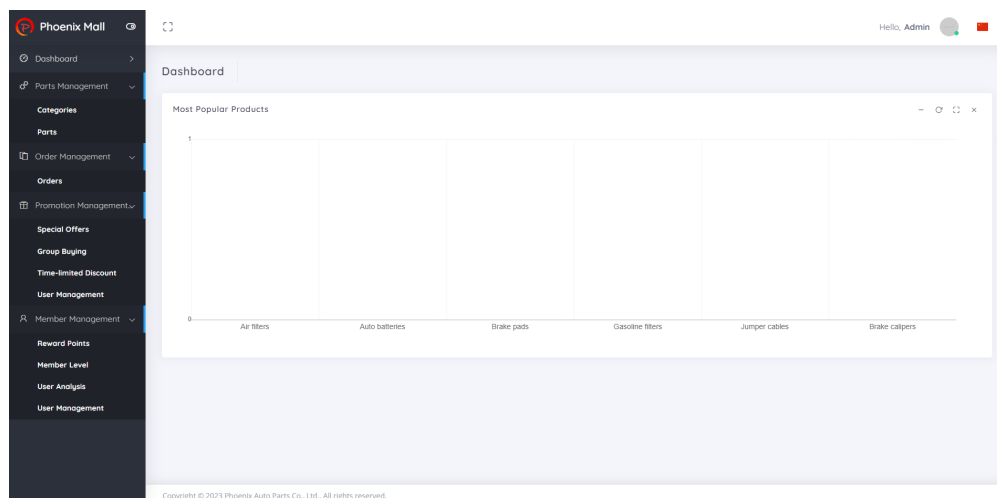 Phoenix Mall
Hello, Admin
Dashboard
Parts Management
Categories
Parts
Order Management
Orders
Promotion Management
Special Offers
Group Buying
Time-limited Discount
User Management
Member Management
Reward Points
Member Level
User Analysis
User Management
Dashboard
Most Popular Products
1
0
Air filters Auto batteries Brake pads Gasoline filters Jumper cables Brake calipers
Copyright © 2023 Phoenix Auto Parts Co., Ltd., All rights reserved.